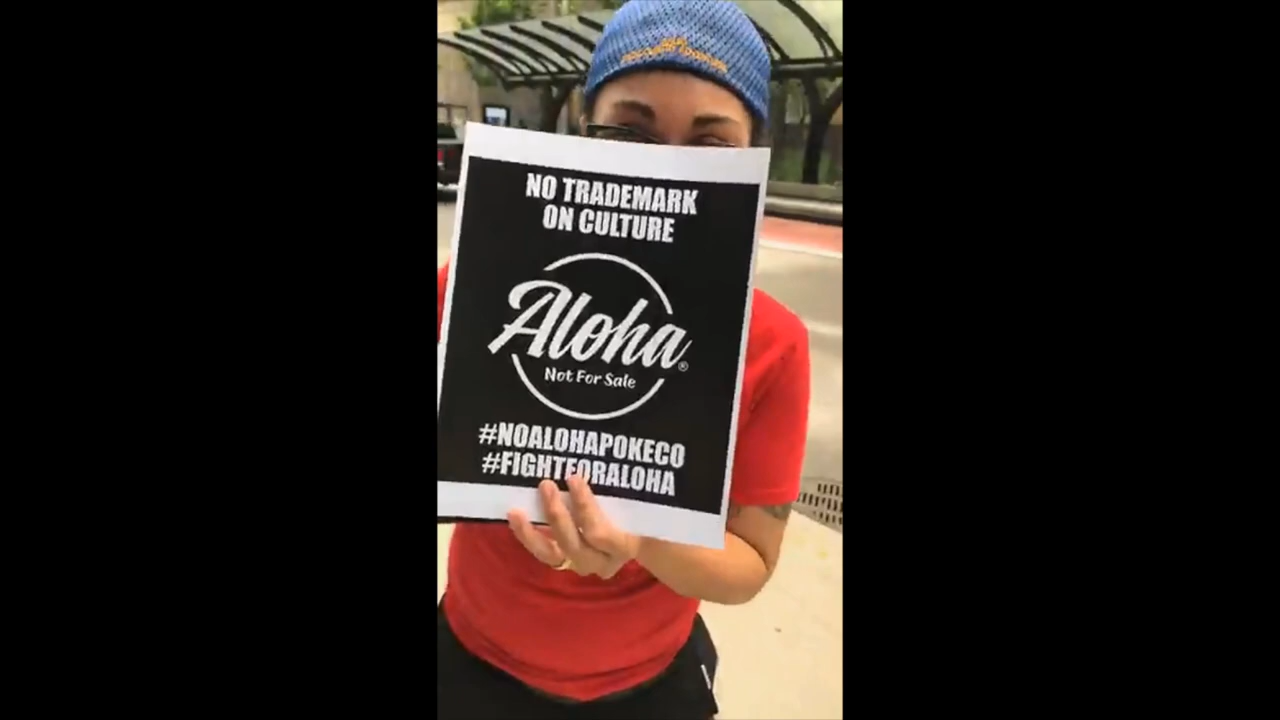 NO TRADEMARK
ON CULTURE
Aloha®
Not For Sale
#NOALOHAPOKECO
#FIGHTFORALOHA